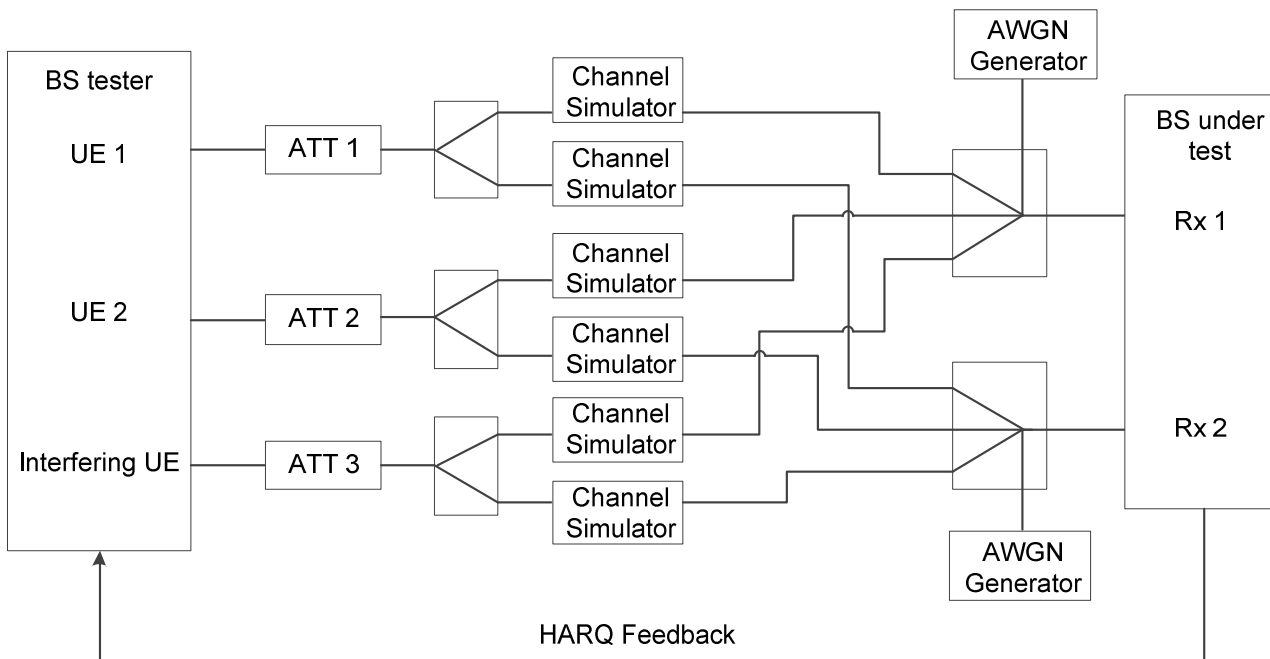 BS tester
UE 1
UE 2
Interfering UE
ATT 1
ATT 2
ATT 3
Channel
Simulator
Channel
Simulator
Channel
Simulator
Channel
Simulator
Channel
Simulator
Channel
Simulator
AWGN
Generator
AWGN
Generator
BS under
test
Rx 1
Rx 2
HARQ Feedback